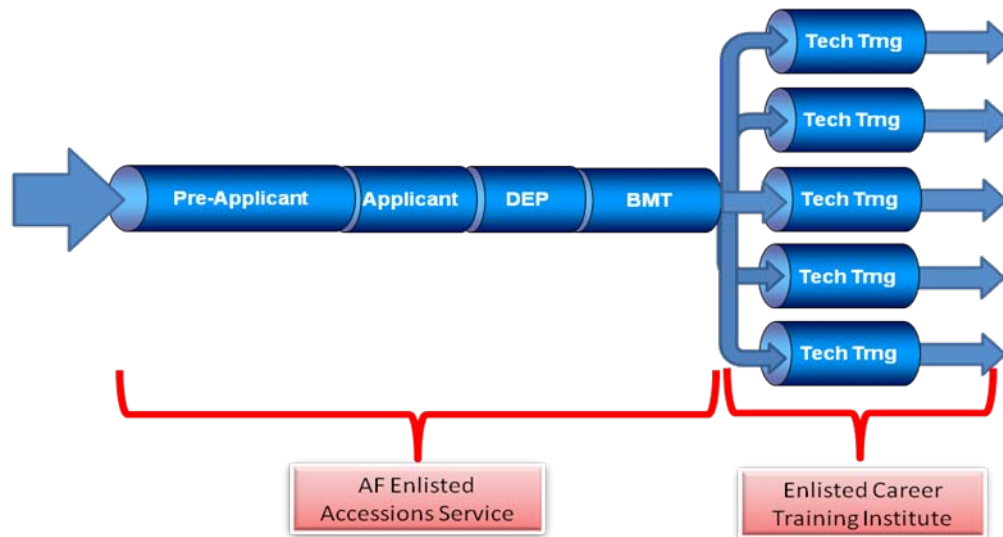 Tech Trng
Tech Trng
Pre-Applicant Applicant DEP BMT Tech Trng
Tech Trng
Tech Trng
AF Enlisted
Accessions Service
Enlisted Career
Training Institute